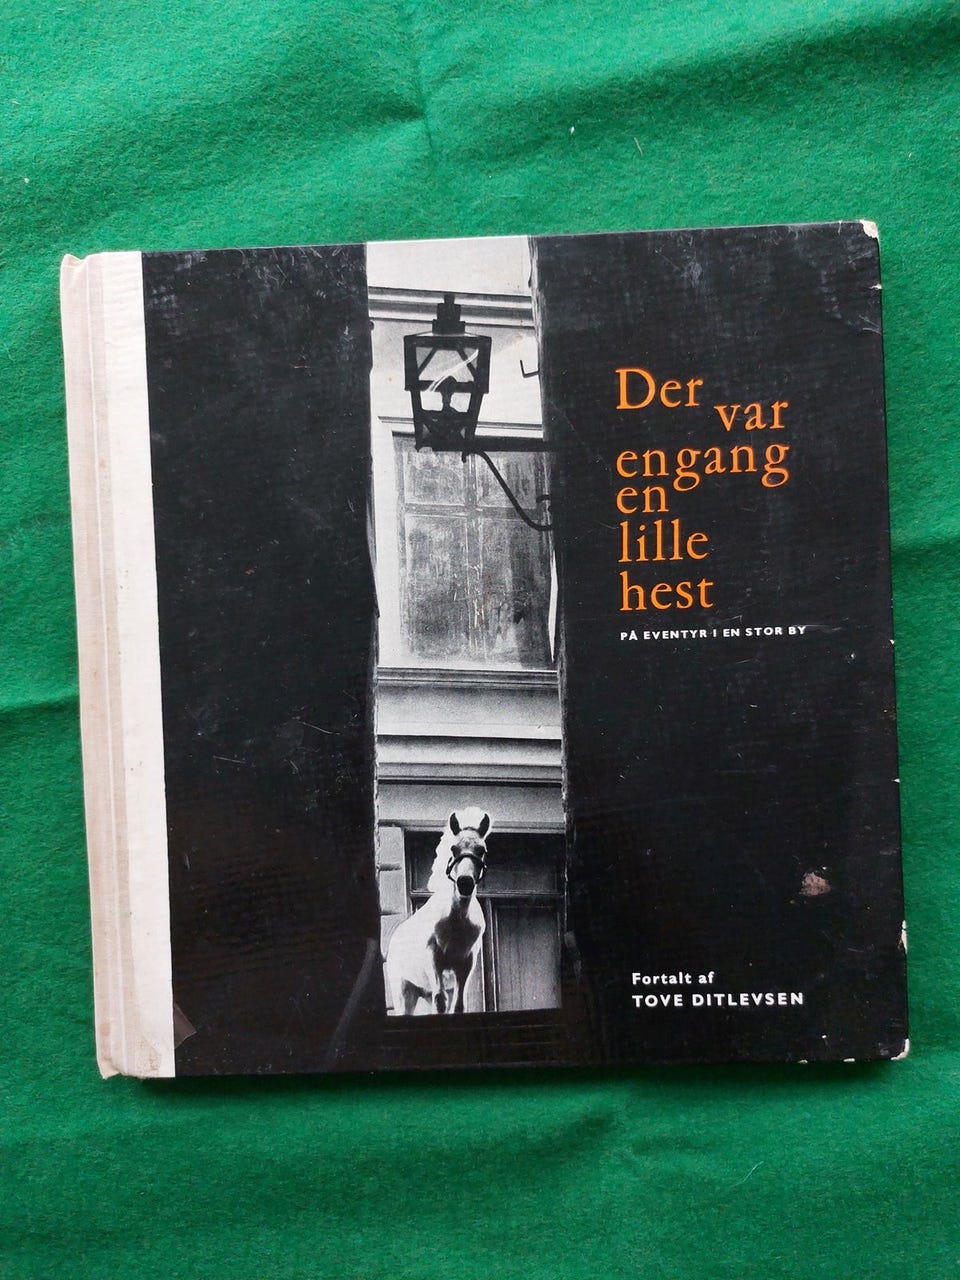 Der
var
engang
en
lille
hest
PÅ EVENTYR I EN STOR BY
Fortalt af
TOVE DITLEVSEN